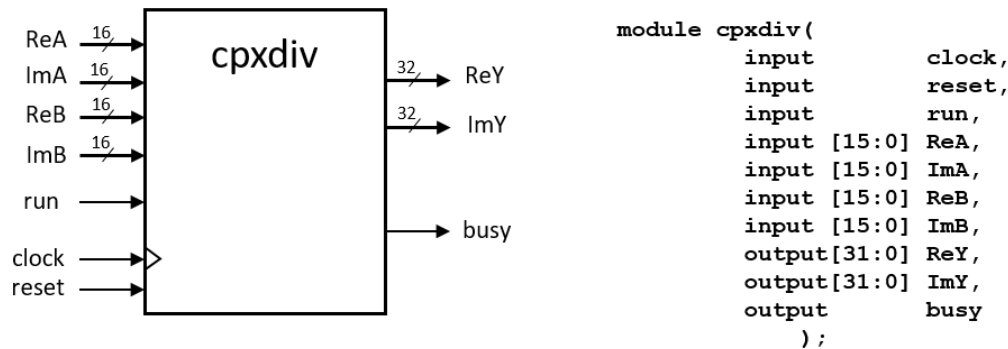 ReA 16
ImA 16
ReB 16
ImB 16
run
clock
reset
cpxdiv
32 ReY
32 ImY
busy
module cpxdiv(
input clock,
input reset,
input run,
input [15:0] ReA,
input [15:0] ImA,
input [15:0] ReB,
input [15:0] ImB,
output[31:0] ReY,
output[31:0] ImY,
output busy
);